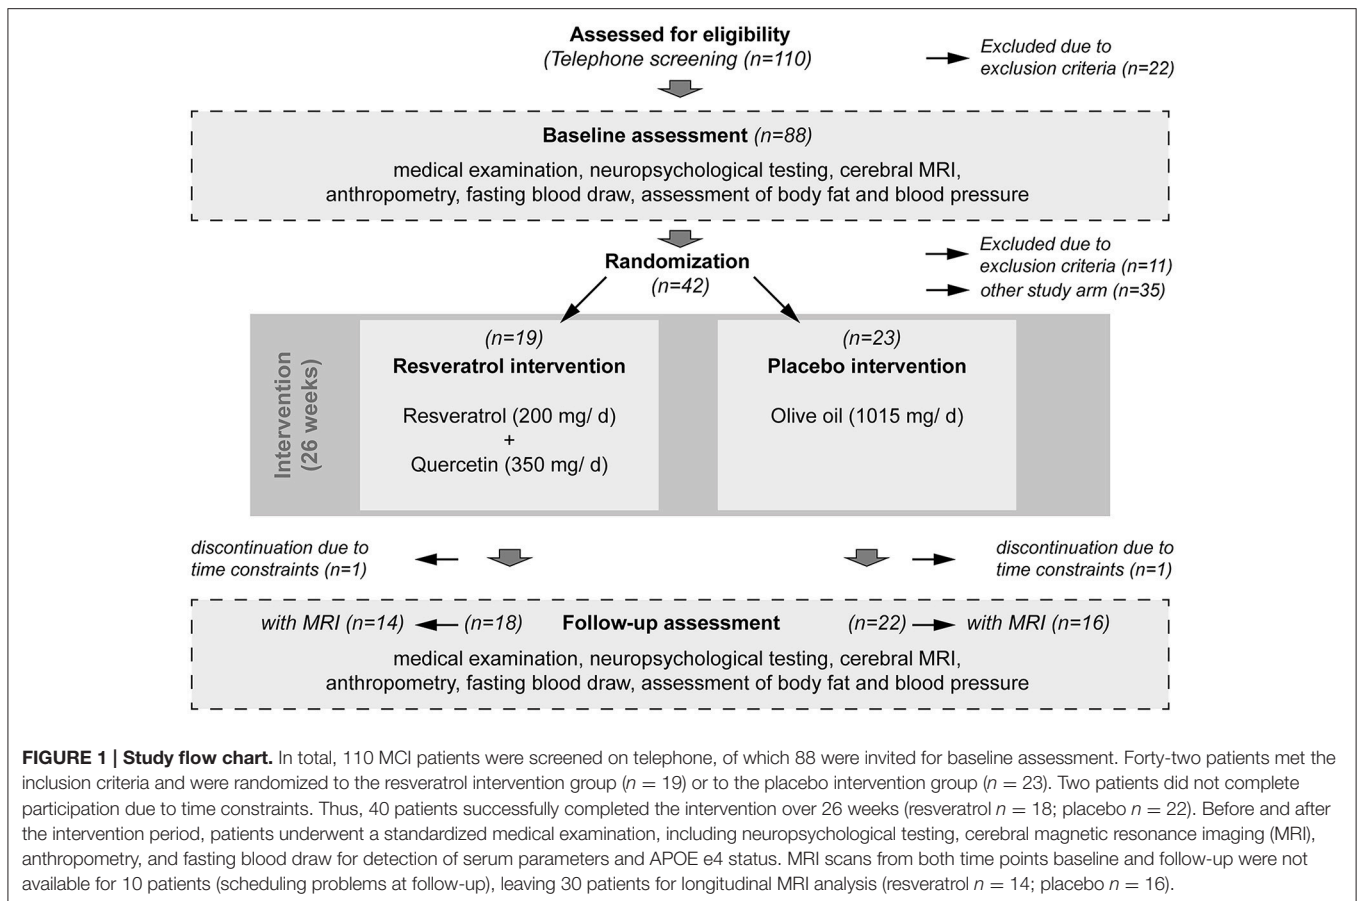 Assessed for eligibility
(Telephone screening (n=110)
Excluded due to
exclusion criteria (n=22)
Baseline assessment (n=88)
medical examination, neuropsychological testing, cerebral MRI,
anthropometry, fasting blood draw, assessment of body fat and blood pressure
Randomization
(n=42)
Excluded due to
exclusion criteria (n=11)
other study arm (n=35)
Intervention
(26 weeks)
(n=19)
Resveratrol intervention
Resveratrol (200 mg/ d)
+
Quercetin (350 mg/ d)
(n=23)
Placebo intervention
Olive oil (1015 mg/ d)
discontinuation due to
time constraints (n=1)
discontinuation due to
time constraints (n=1)
with MRI (n=14) (n=18) Follow-up assessment (n=22) with MRI (n=16)
medical examination, neuropsychological testing, cerebral MRI,
anthropometry, fasting blood draw, assessment of body fat and blood pressure
FIGURE 1 | Study flow chart. In total, 110 MCI patients were screened on telephone, of which 88 were invited for baseline assessment. Forty-two patients met the
inclusion criteria and were randomized to the resveratrol intervention group (n = 19) or to the placebo intervention group (n = 23). Two patients did not complete
participation due to time constraints. Thus, 40 patients successfully completed the intervention over 26 weeks (resveratrol n = 18; placebo n = 22). Before and after
the intervention period, patients underwent a standardized medical examination, including neuropsychological testing, cerebral magnetic resonance imaging (MRI),
anthropometry, and fasting blood draw for detection of serum parameters and APOE e4 status. MRI scans from both time points baseline and follow-up were not
available for 10 patients (scheduling problems at follow-up), leaving 30 patients for longitudinal MRI analysis (resveratrol n = 14; placebo n = 16).